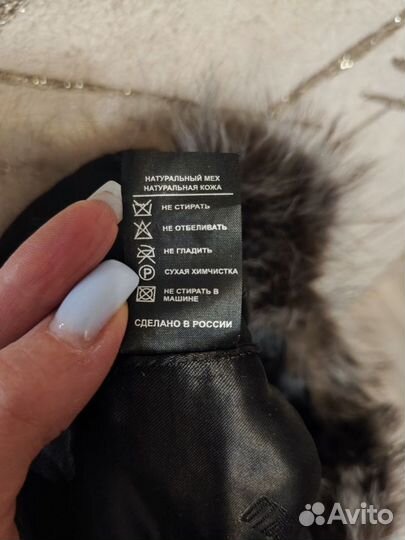 НАТУРАЛЬНЫЙ МЕХ
НАТУРАЛЬНАЯ КОЖА
НЕ СТИРАТЬ
НЕ ОТБЕЛИВАТЬ
НЕ ГЛАДИТЬ
P СУХАЯ ХИМЧИСТКА
НЕ СТИРАТЬ В
МАШИНЕ
СДЕЛАНО В РОССИИ
Avito